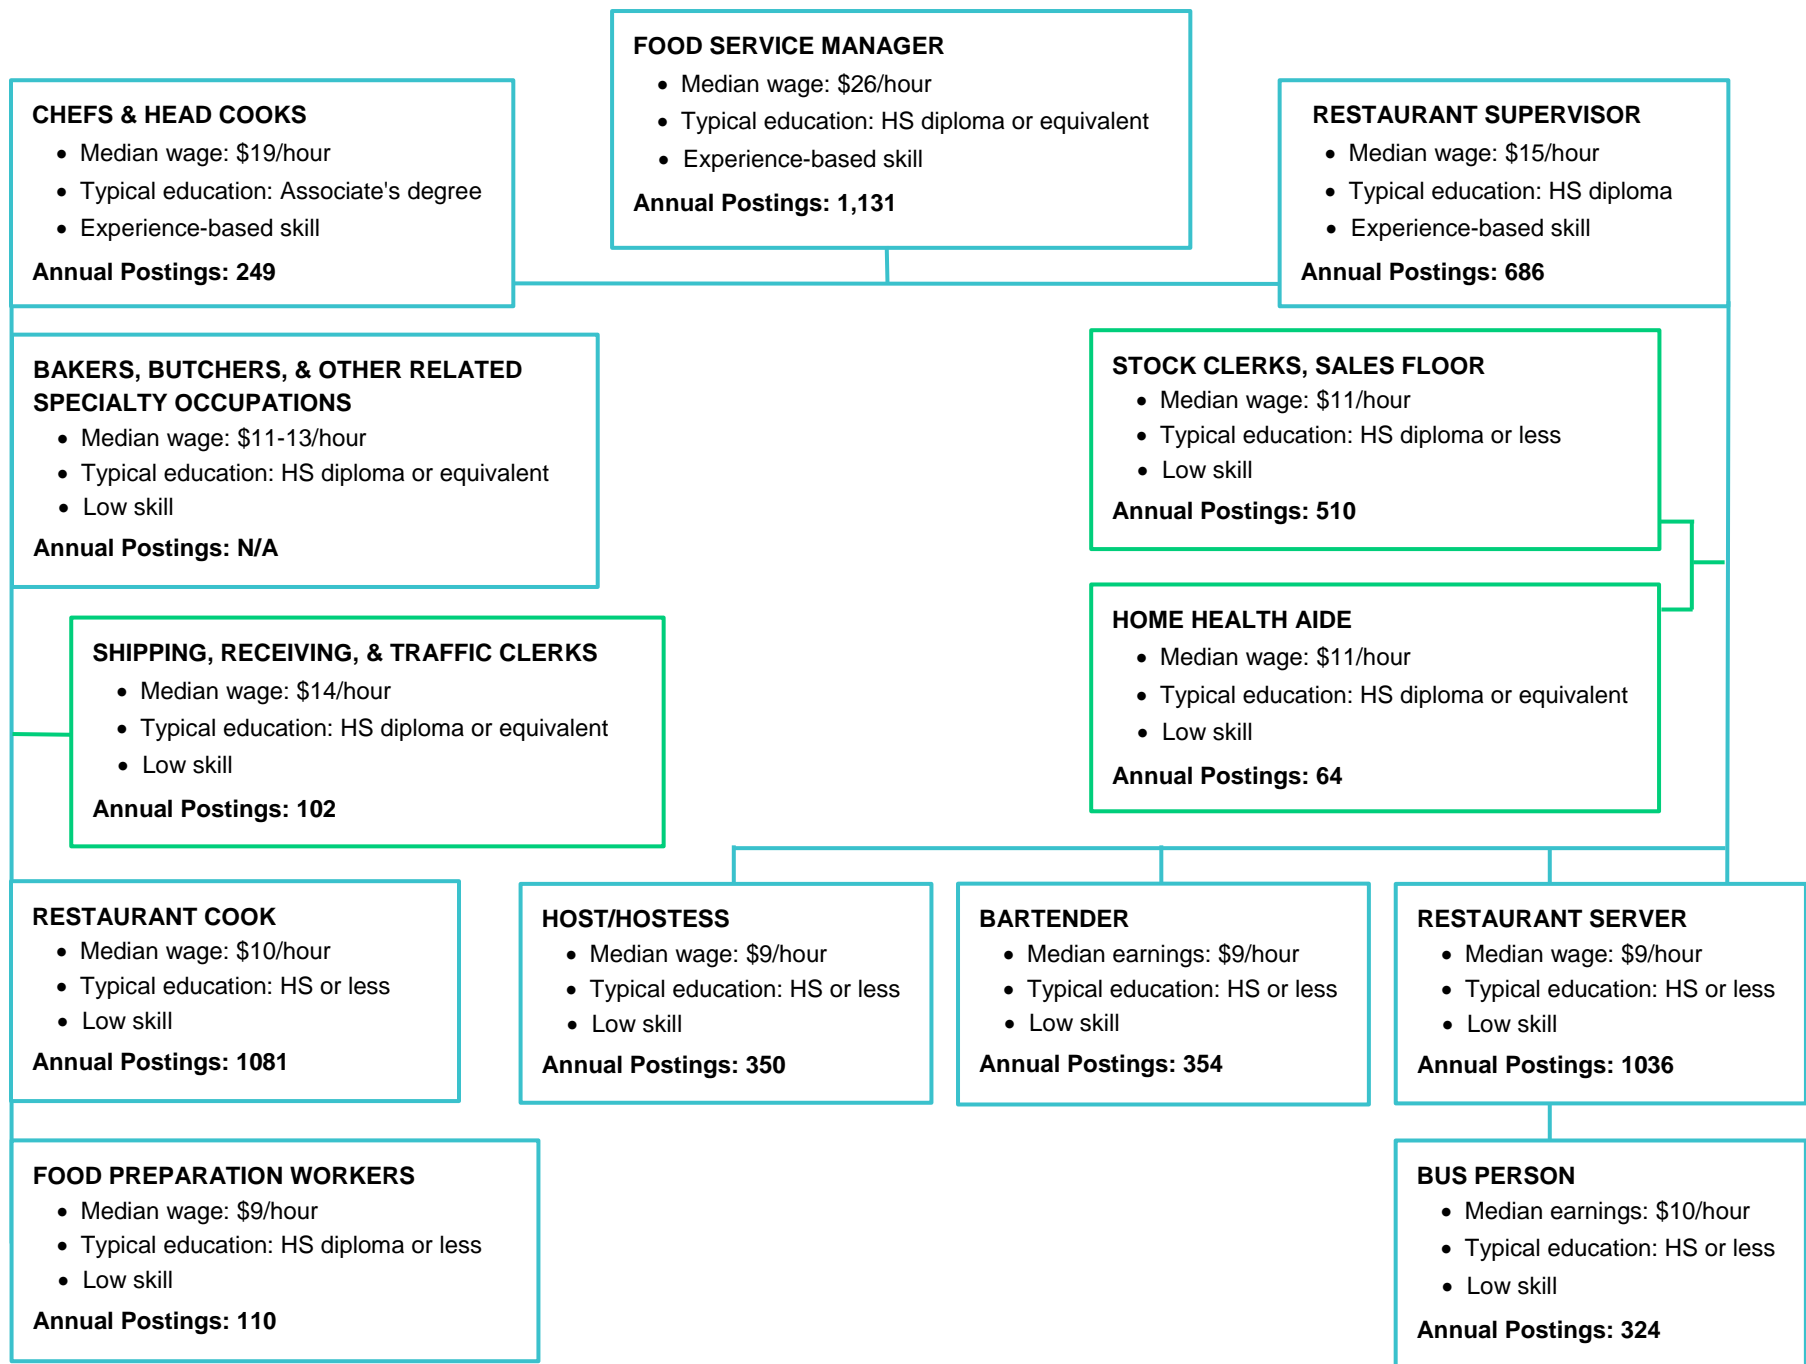 FOOD SERVICE MANAGER
• Median wage: $26/hour
• Typical education: HS diploma or equivalent
• Experience-based skill
Annual Postings: 1,131
CHEFS & HEAD COOKS
• Median wage: $19/hour
• Typical education: Associate's degree
• Experience-based skill
Annual Postings: 249
RESTAURANT SUPERVISOR
• Median wage: $15/hour
• Typical education: HS diploma
• Experience-based skill
Annual Postings: 686
BAKERS, BUTCHERS, & OTHER RELATED
SPECIALTY OCCUPATIONS
• Median wage: $11-13/hour
• Typical education: HS diploma or equivalent
• Low skill
Annual Postings: N/A
STOCK CLERKS, SALES FLOOR
• Median wage: $11/hour
• Typical education: HS diploma or less
• Low skill
Annual Postings: 510
SHIPPING, RECEIVING, & TRAFFIC CLERKS
• Median wage: $14/hour
• Typical education: HS diploma or equivalent
• Low skill
Annual Postings: 102
HOME HEALTH AIDE
• Median wage: $11/hour
• Typical education: HS diploma or equivalent
• Low skill
Annual Postings: 64
RESTAURANT COOK
• Median wage: $10/hour
• Typical education: HS or less
• Low skill
Annual Postings: 1081
HOST/HOSTESS
• Median wage: $9/hour
• Typical education: HS or less
• Low skill
Annual Postings: 350
BARTENDER
• Median earnings: $9/hour
• Typical education: HS or less
• Low skill
Annual Postings: 354
RESTAURANT SERVER
• Median wage: $9/hour
• Typical education: HS or less
• Low skill
Annual Postings: 1036
FOOD PREPARATION WORKERS
• Median wage: $9/hour
• Typical education: HS diploma or less
• Low skill
Annual Postings: 110
BUS PERSON
• Median earnings: $10/hour
• Typical education: HS or less
• Low skill
Annual Postings: 324